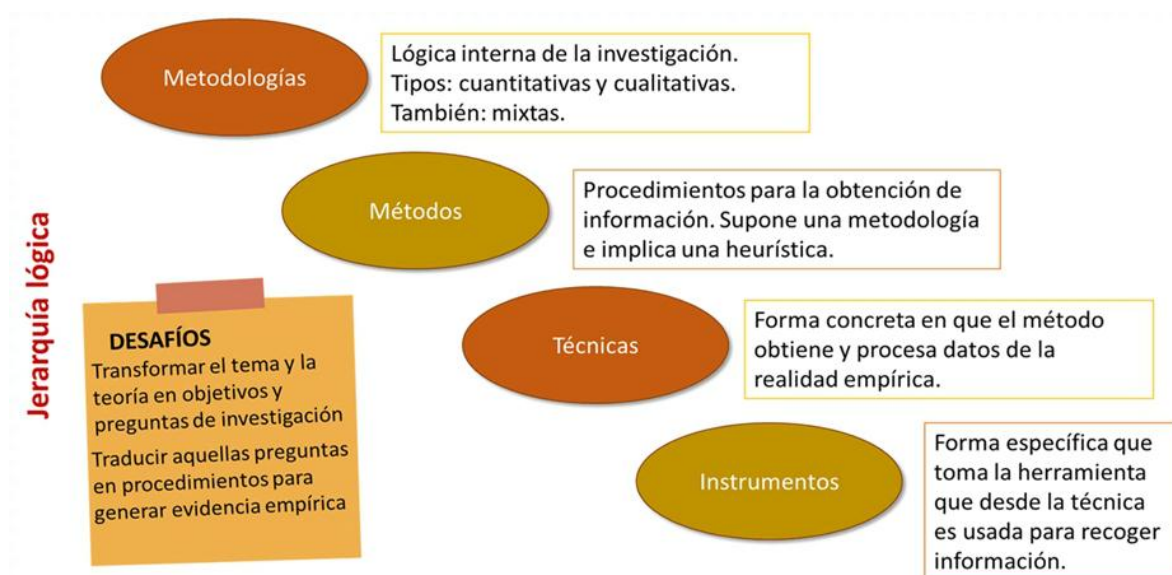 Metodologías
Lógica interna de la investigación.
Tipos: cuantitativas y cualitativas.
También: mixtas.
Métodos
Procedimientos para la obtención de
información. Supone una metodología
e implica una heurística.
Jerarquía lógica
DESAFÍOS
Transformar el tema y la
teoría en objetivos y
preguntas de investigación
Traducir aquellas preguntas
en procedimientos para
generar evidencia empírica
Técnicas
Forma concreta en que el método
obtiene y procesa datos de la
realidad empírica.
Instrumentos
Forma específica que
toma la herramienta
que desde la técnica
es usada para recoger
información.